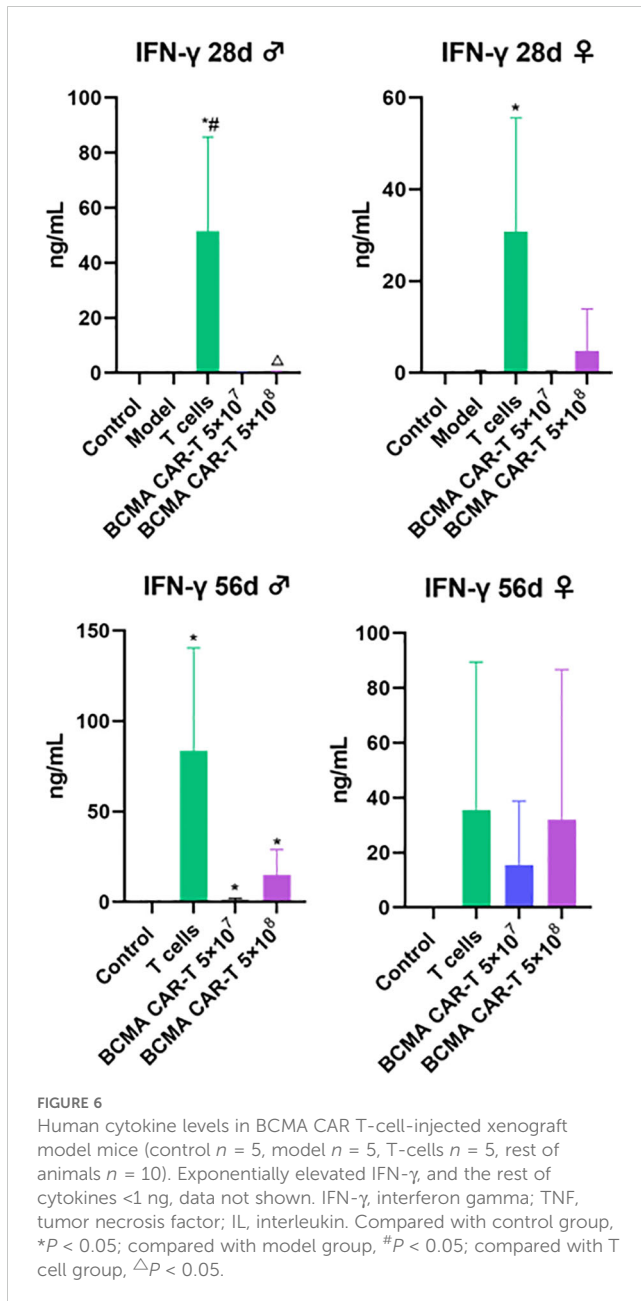 IFN-γ 28d ♂
ng/mL
100
80
60
40
20
0
*#
△
Control
Model
T cells
BCMA CAR-T 5×10⁷
BCMA CAR-T 5×10⁸
IFN-γ 28d ♀
ng/mL
60
40
20
0
*
Control
Model
T cells
BCMA CAR-T 5×10⁷
BCMA CAR-T 5×10⁸
IFN-γ 56d ♂
ng/mL
150
100
50
0
*
*
*
Control
T cells
BCMA CAR-T 5×10⁷
BCMA CAR-T 5×10⁸
IFN-γ 56d ♀
ng/mL
100
80
60
40
20
0
Control
T cells
BCMA CAR-T 5×10⁷
BCMA CAR-T 5×10⁸
FIGURE 6
Human cytokine levels in BCMA CAR T-cell-injected xenograft
model mice (control n = 5, model n = 5, T-cells n = 5, rest of
animals n = 10). Exponentially elevated IFN-γ, and the rest of
cytokines <1 ng, data not shown. IFN-γ, interferon gamma; TNF,
tumor necrosis factor; IL, interleukin. Compared with control group,
*P < 0.05; compared with model group, #P < 0.05; compared with T
cell group, △P < 0.05.